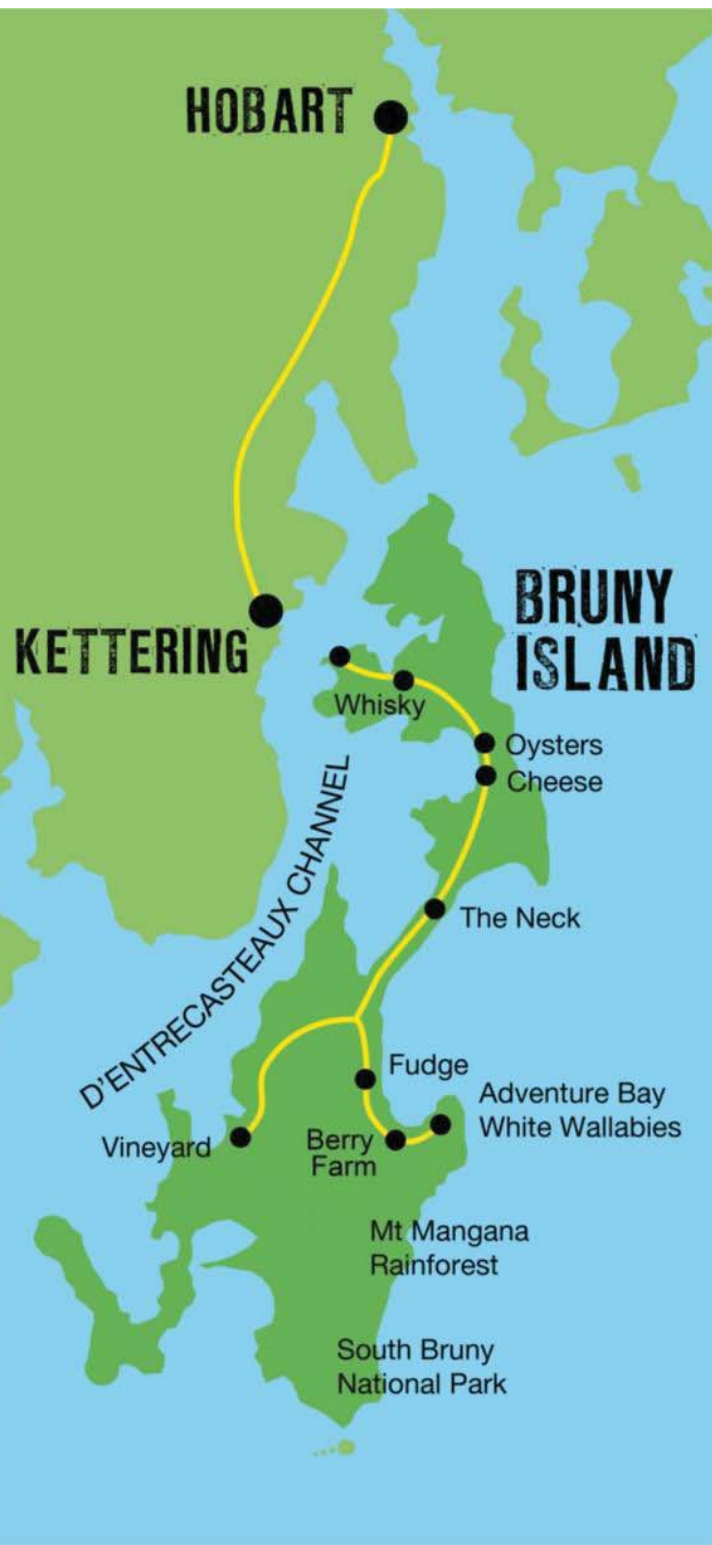 HOBART
KETTERING
BRUNY
ISLAND
Whisky
Oysters
Cheese
D'ENTRECASTEAUX CHANNEL
The Neck
Fudge
Adventure Bay
White Wallabies
Vineyard
Berry
Farm
Mt Mangana
Rainforest
South Bruny
National Park